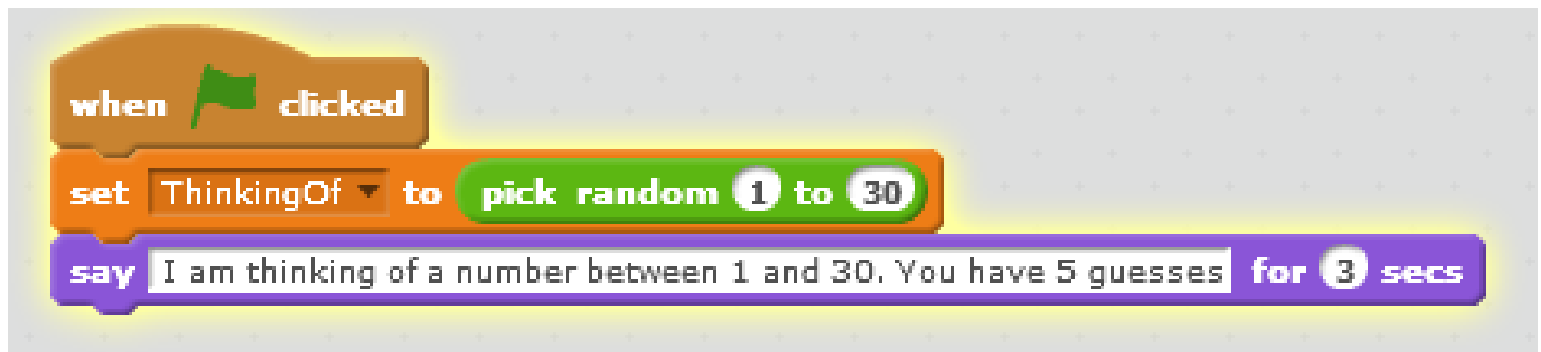 when clicked
set ThinkingOf to pick random 1 to 30
say I am thinking of a number between 1 and 30. You have 5 guesses for 3 secs